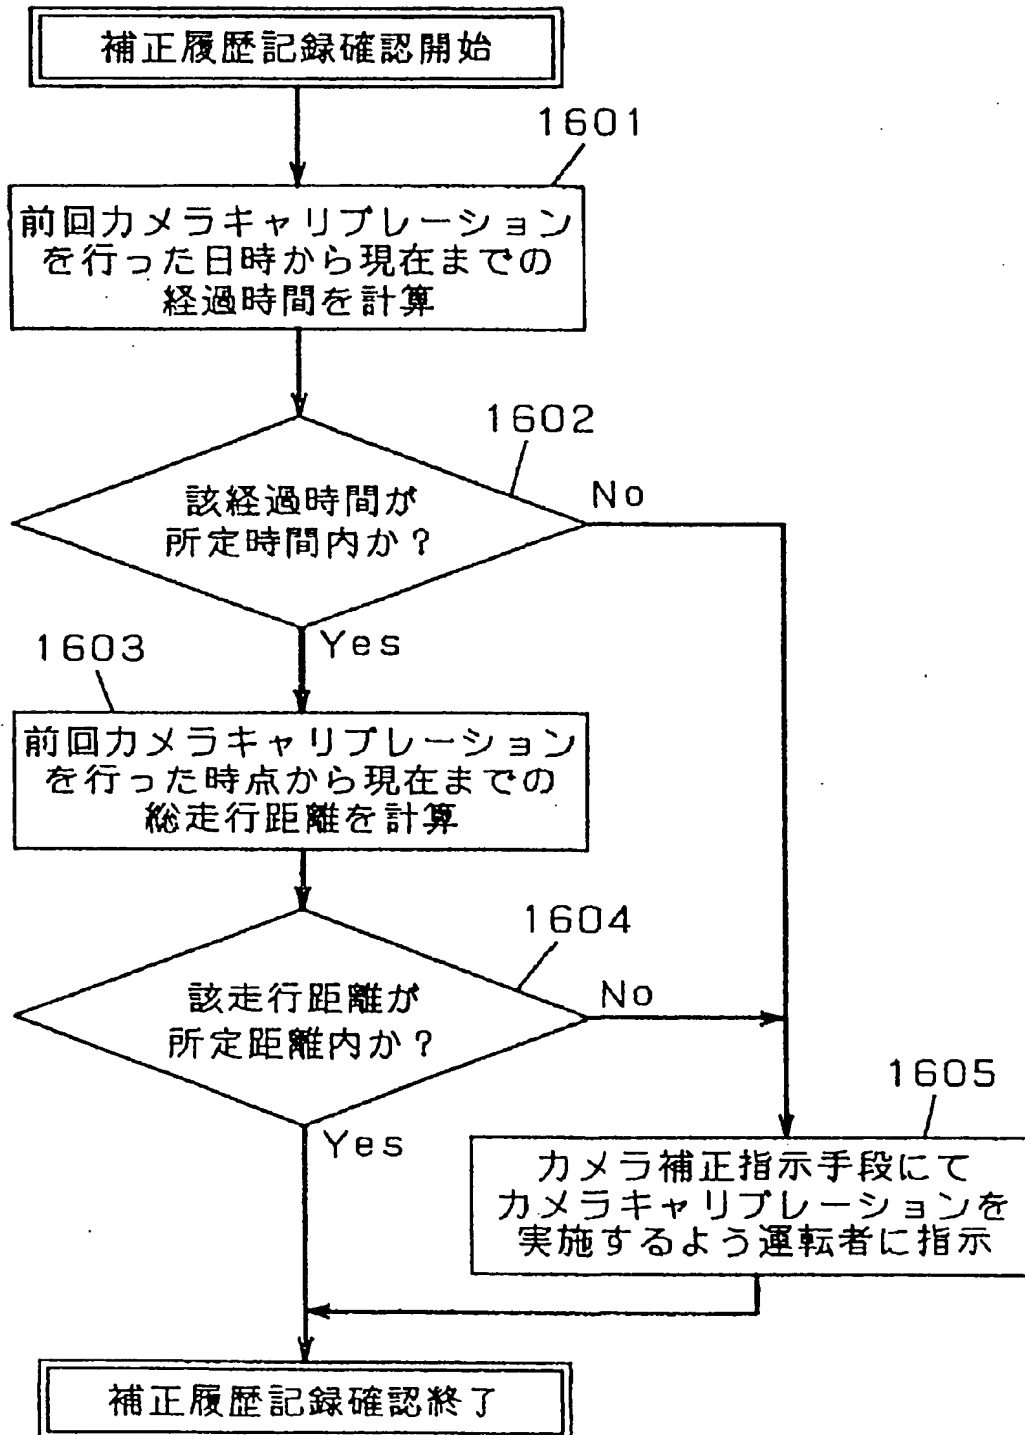 補正履歴記録確認開始
1601
前回カメラキャリブレーション
を行った日時から現在までの
経過時間を計算
1602
該経過時間が
所定時間内か？
No
Yes
1603
前回カメラキャリブレーション
を行った時点から現在までの
総走行距離を計算
1604
該走行距離が
所定距離内か？
No
Yes
1605
カメラ補正指示手段にて
カメラキャリブレーションを
実施するよう運転者に指示
補正履歴記録確認終了